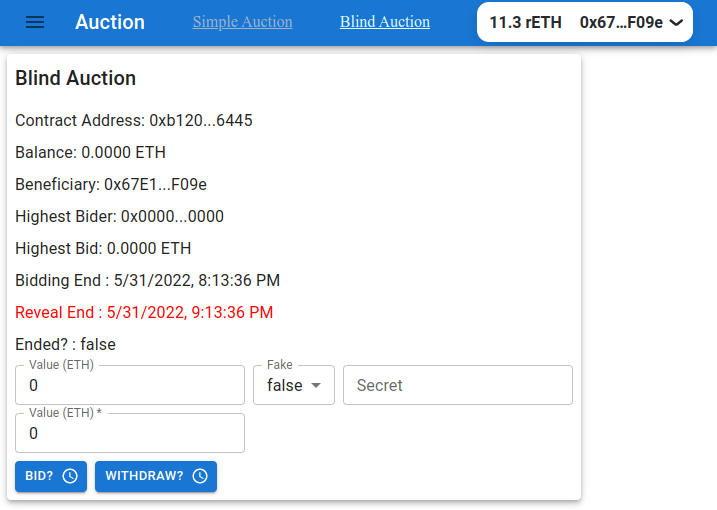 Auction Simple Auction Blind Auction 11.3 rETH 0x67...F09e
Blind Auction
Contract Address: 0xb120...6445
Balance: 0.0000 ETH
Beneficiary: 0x67E1...F09e
Highest Bider: 0x0000...0000
Highest Bid: 0.0000 ETH
Bidding End : 5/31/2022, 8:13:36 PM
Reveal End : 5/31/2022, 9:13:36 PM
Ended? : false
Value (ETH) Fake
0 false Secret
Value (ETH) *
0
BID? WITHDRAW?